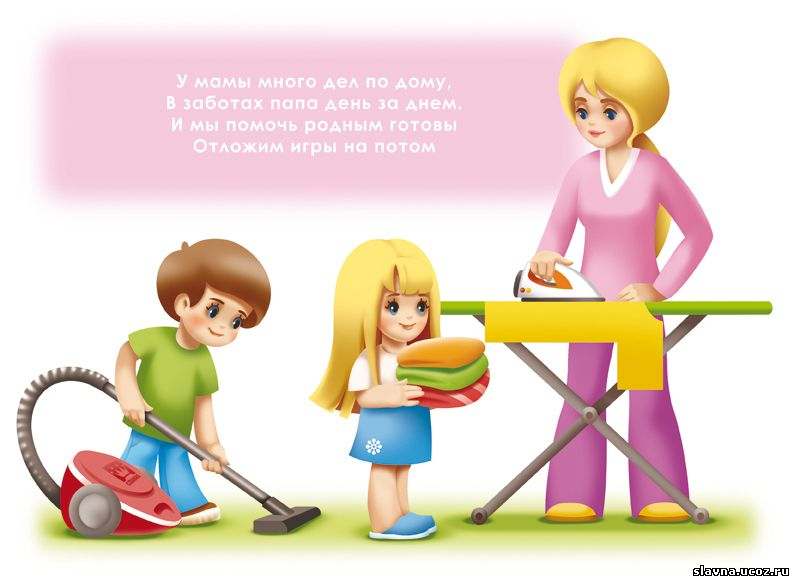 У мамы много дел по дому,
В заботах папа день за днем.
И мы помочь родным готовы
Отложим игры на потом
slavna.ucoz.ru